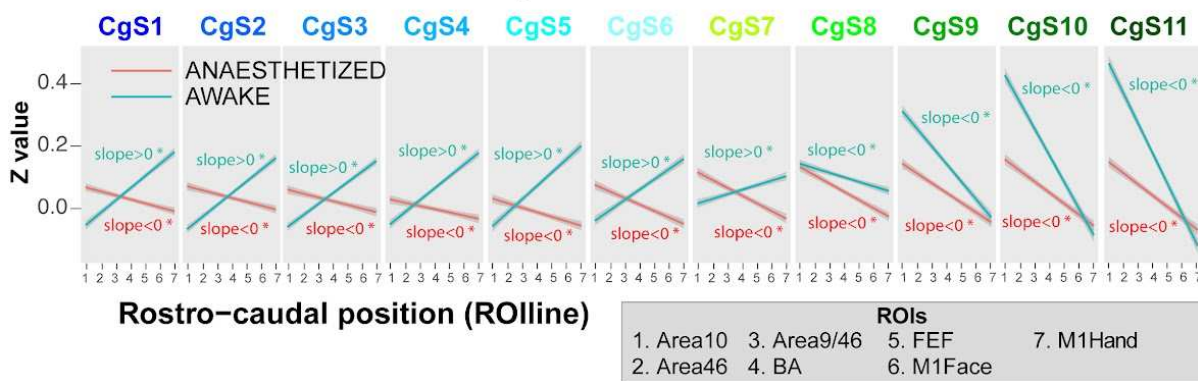 CgS1 CgS2 CgS3 CgS4 CgS5 CgS6 CgS7 CgS8 CgS9 CgS10 CgS11
ANAESTHETIZED
AWAKE
Z value
0.4
0.2
0.0
slope>0 * slope>0 * slope>0 * slope>0 * slope>0 * slope>0 * slope>0 * slope<0 * slope<0 * slope<0 * slope<0 *
slope<0 * slope<0 * slope<0 * slope<0 * slope<0 * slope<0 * slope<0 * slope<0 * slope<0 * slope<0 * slope<0 *
1 2 3 4 5 6 7 1 2 3 4 5 6 7 1 2 3 4 5 6 7 1 2 3 4 5 6 7 1 2 3 4 5 6 7 1 2 3 4 5 6 7 1 2 3 4 5 6 7 1 2 3 4 5 6 7 1 2 3 4 5 6 7 1 2 3 4 5 6 7 1 2 3 4 5 6 7
Rostro-caudal position (ROIline)
ROIs
1. Area10 3. Area9/46 5. FEF 7. M1Hand
2. Area46 4. BA 6. M1Face